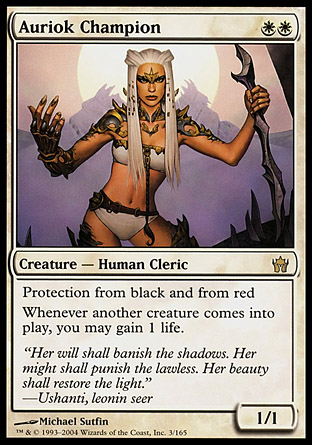 Auriok Champion
Creature — Human Cleric
Protection from black and from red
Whenever another creature comes into
play, you may gain 1 life.
“Her will shall banish the shadows. Her
might shall punish the lawless. Her beauty
shall restore the light.”
—Ushanti, leonin seer
Michael Sutfin
™ & © 1993–2004 Wizards of the Coast, Inc. 3/165
1/1